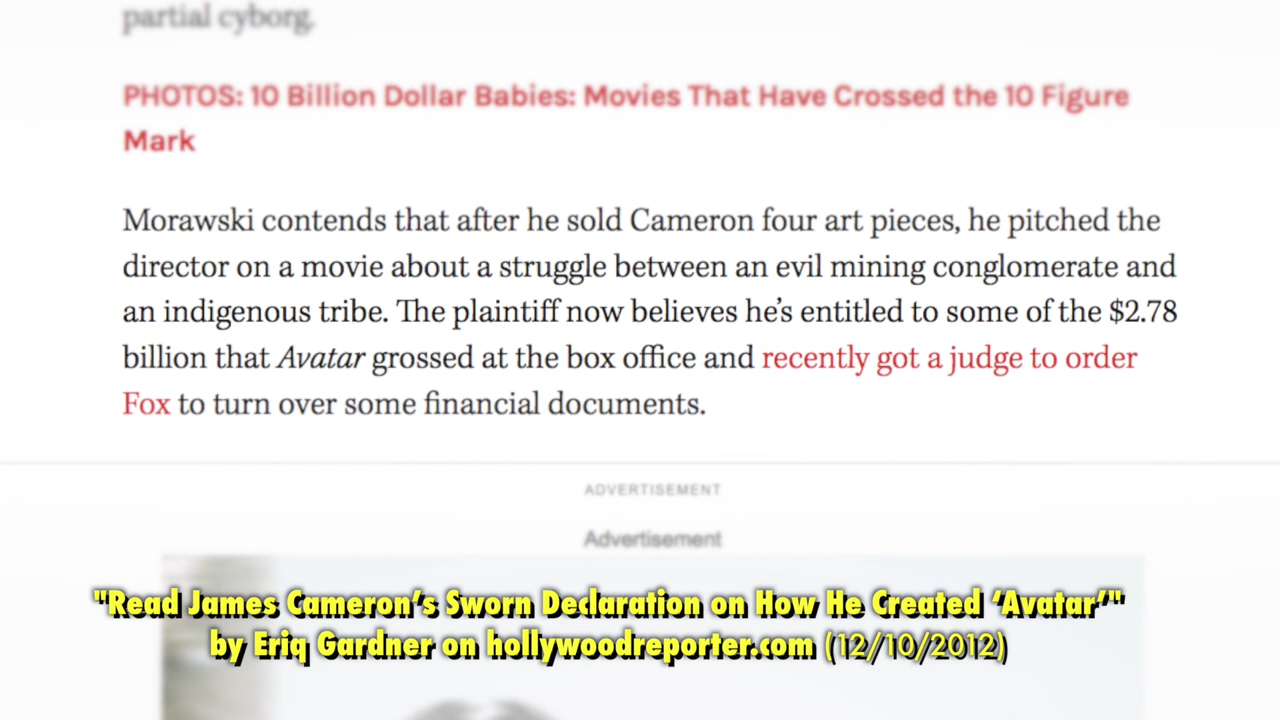 partial cyborg.
PHOTOS: 10 Billion Dollar Babies: Movies That Have Crossed the 10 Figure
Mark
Morawski contends that after he sold Cameron four art pieces, he pitched the
director on a movie about a struggle between an evil mining conglomerate and
an indigenous tribe. The plaintiff now believes he’s entitled to some of the $2.78
billion that Avatar grossed at the box office and recently got a judge to order
Fox to turn over some financial documents.
ADVERTISEMENT
Advertisement
"Read James Cameron’s Sworn Declaration on How He Created ‘Avatar’"
by Eriq Gardner on hollywoodreporter.com (12/10/2012)